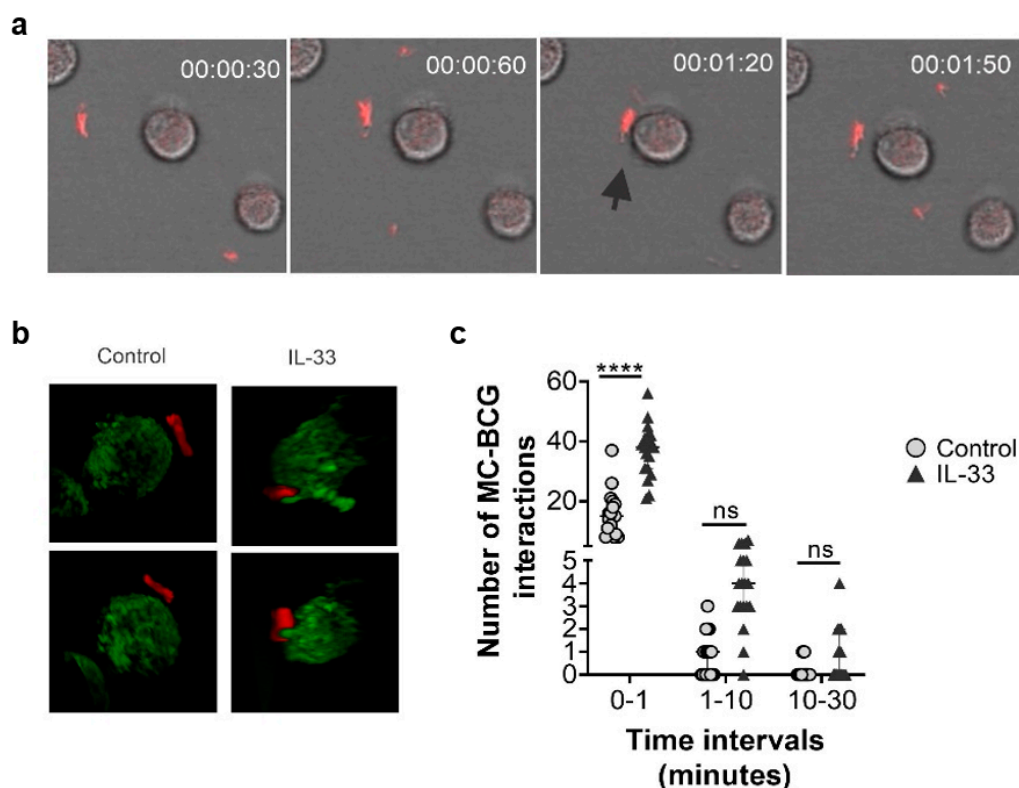 a
00:00:30
00:00:60
00:01:20
00:01:50
b
Control
IL-33
c
Number of MC-BCG
interactions
60
40
20
5
4
3
2
1
0
****
ns
ns
Control
IL-33
0-1
1-10
10-30
Time intervals
(minutes)